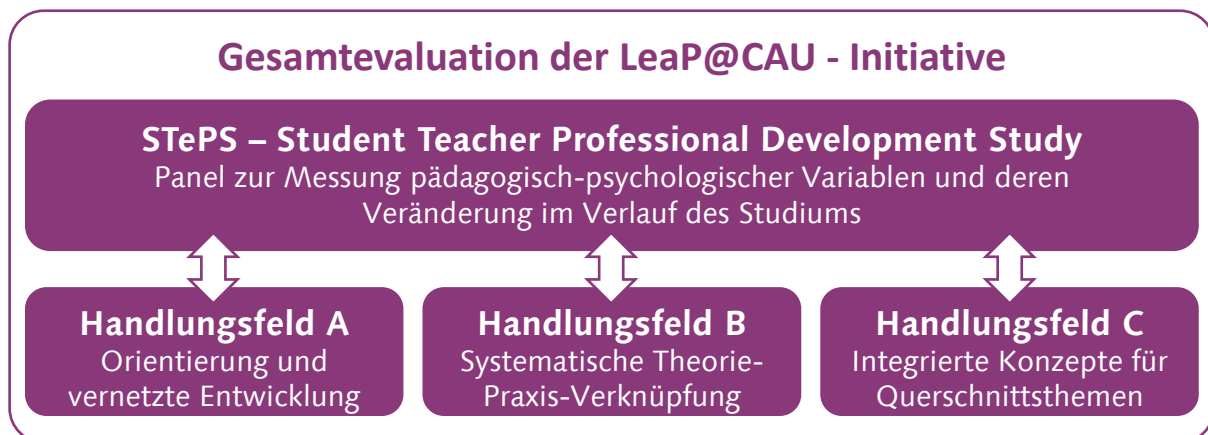 Gesamtevaluation der LeaP@CAU - Initiative
STePS – Student Teacher Professional Development Study
Panel zur Messung pädagogisch-psychologischer Variablen und deren
Veränderung im Verlauf des Studiums
Handlungsfeld A
Orientierung und
vernetzte Entwicklung
Handlungsfeld B
Systematische Theorie-
Praxis-Verknüpfung
Handlungsfeld C
Integrierte Konzepte für
Querschnittsthemen